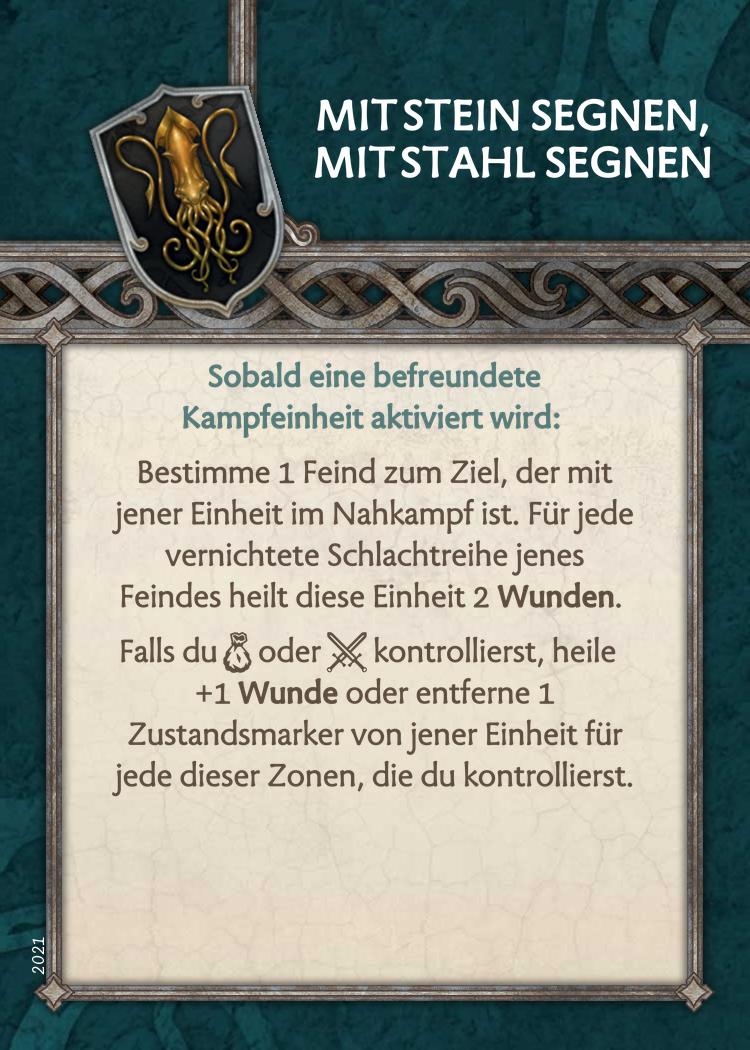 MIT STEIN SEGNEN,
MIT STAHL SEGNEN
Sobald eine befreundete
Kampfeinheit aktiviert wird:
Bestimme 1 Feind zum Ziel, der mit
jener Einheit im Nahkampf ist. Für jede
vernichtete Schlachtreihe jenes
Feindes heilt diese Einheit 2 Wunden.
Falls du oder kontrollierst, heile
+1 Wunde oder entferne 1
Zustandsmarker von jener Einheit für
jede dieser Zonen, die du kontrollierst.
2021